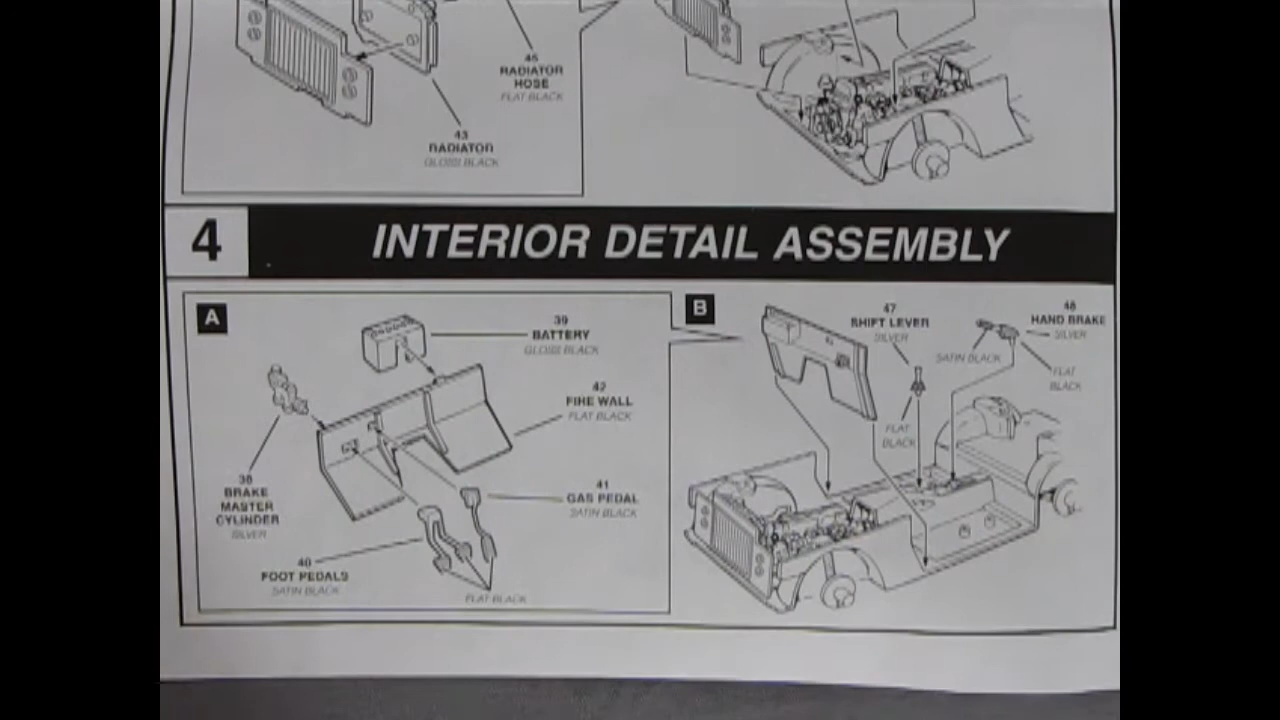 45
RADIATOR
HOSE
FLAT BLACK
43
RADIATOR
GLOSS BLACK
4
INTERIOR DETAIL ASSEMBLY
A
39
BATTERY
GLOSS BLACK
42
FIRE WALL
FLAT BLACK
38
BRAKE
MASTER
CYLINDER
SILVER
41
GAS PEDAL
SATIN BLACK
40
FOOT PEDALS
SATIN BLACK
FLAT BLACK
B
47
SHIFT LEVER
SILVER
FLAT
BLACK
48
HAND BRAKE
SILVER
SATIN BLACK
FLAT
BLACK